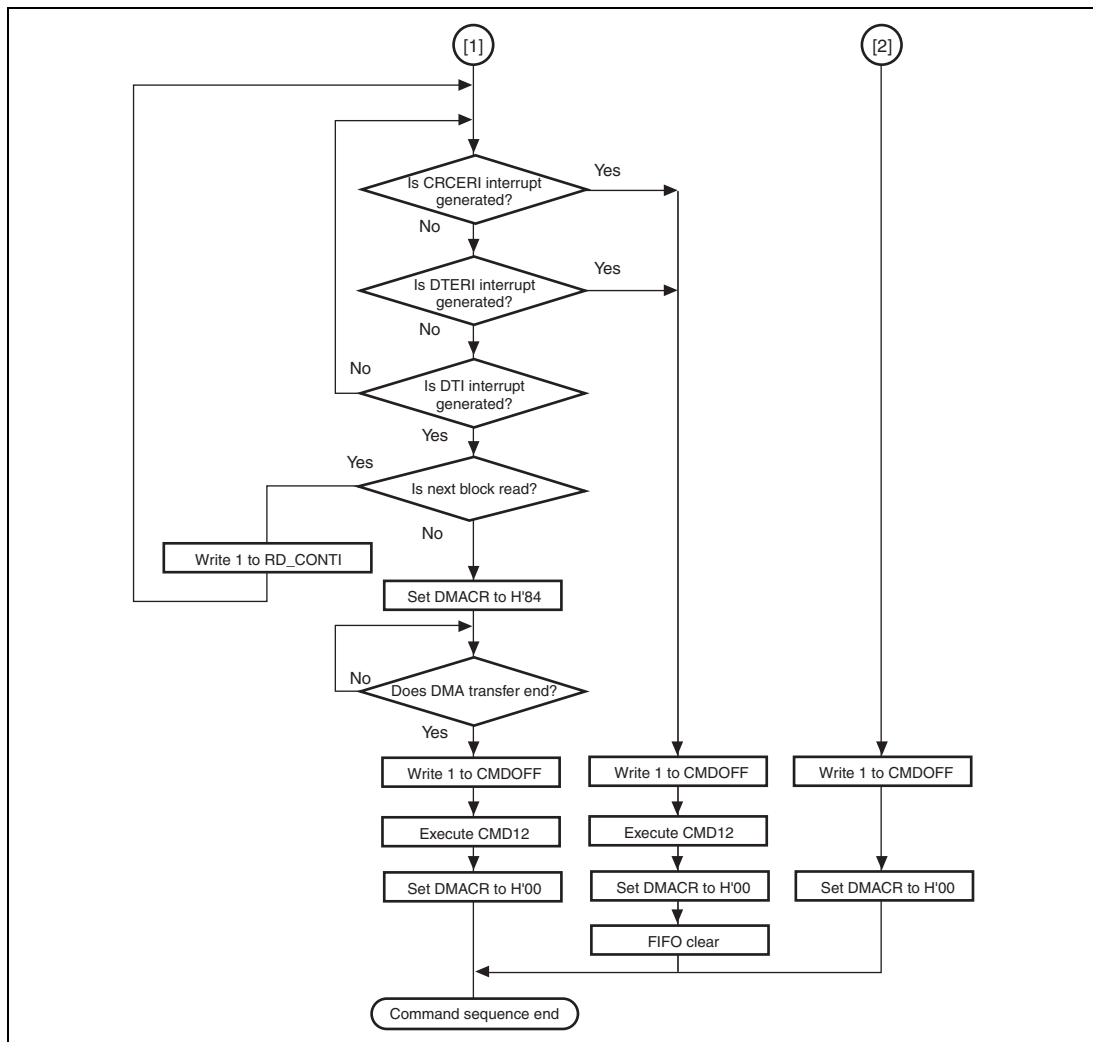 [1]
[2]
Is CRCERI interrupt
generated?
Yes
No
Is DTERI interrupt
generated?
Yes
No
Is DTI interrupt
generated?
No
Yes
Is next block read?
Yes
No
Write 1 to RD_CONTI
Set DMACR to H'84
Does DMA transfer end?
No
Yes
Write 1 to CMDOFF
Execute CMD12
Set DMACR to H'00
Write 1 to CMDOFF
Execute CMD12
Set DMACR to H'00
FIFO clear
Write 1 to CMDOFF
Set DMACR to H'00
Command sequence end